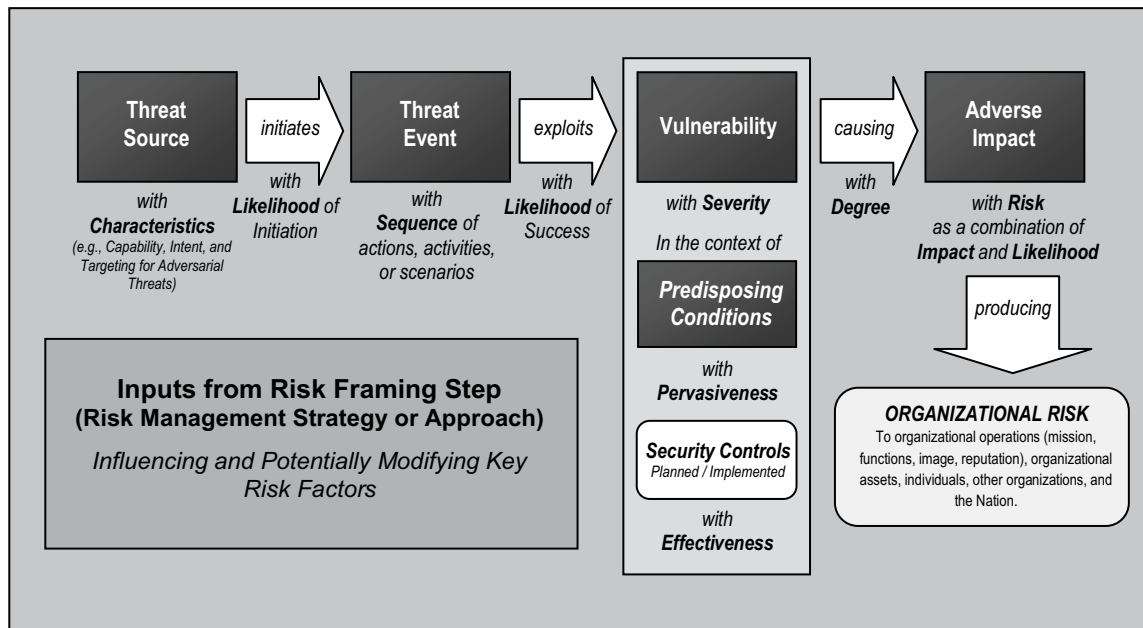 Threat
Source
initiates
Threat
Event
exploits
Vulnerability
causing
Adverse
Impact
with
Characteristics
(e.g., Capability, Intent, and
Targeting for Adversarial
Threats)
with
Likelihood of
Initiation
with
Sequence of
actions, activities,
or scenarios
with
Likelihood of
Success
with Severity
In the context of
Predisposing
Conditions
with
Pervasiveness
Security Controls
Planned / Implemented
with
Effectiveness
with
Degree
with Risk
as a combination of
Impact and Likelihood
producing
ORGANIZATIONAL RISK
To organizational operations (mission,
functions, image, reputation), organizational
assets, individuals, other organizations, and
the Nation.
Inputs from Risk Framing Step
(Risk Management Strategy or Approach)
Influencing and Potentially Modifying Key
Risk Factors